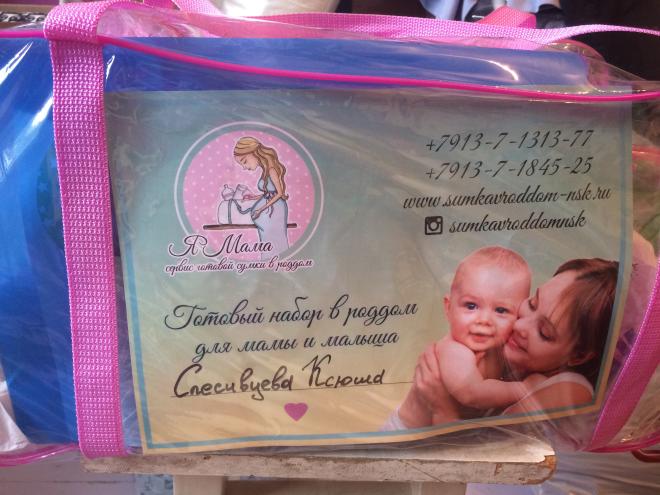 Я Мама
сервис готовой сумки в роддом
+7913-7-1313-77
+7913-7-1845-25
www.sumkavroddom-nsk.ru
sumkavroddomnsk
Готовый набор в роддом
для мамы и малыша
Спесивцева Ксюша